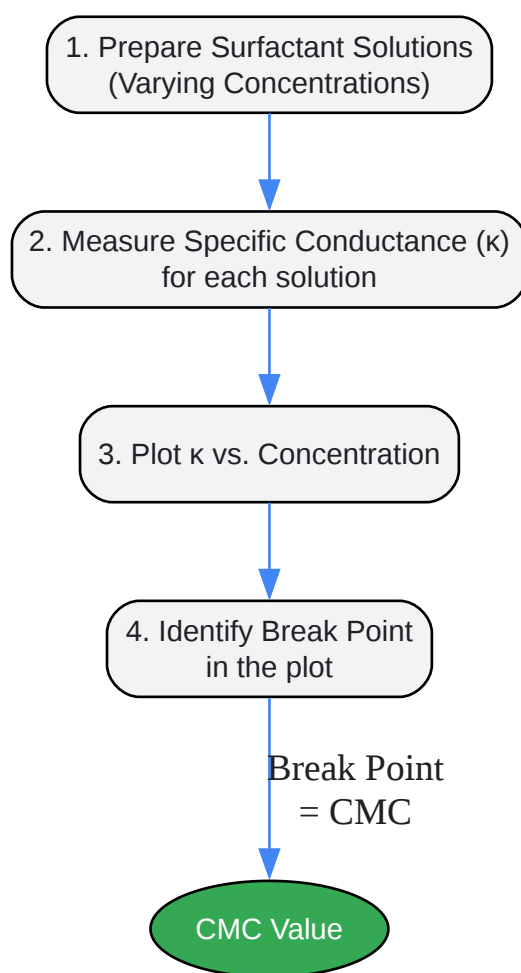 1. Prepare Surfactant Solutions
(Varying Concentrations)
2. Measure Specific Conductance (κ)
for each solution
3. Plot κ vs. Concentration
4. Identify Break Point
in the plot
Break Point
= CMC
CMC Value